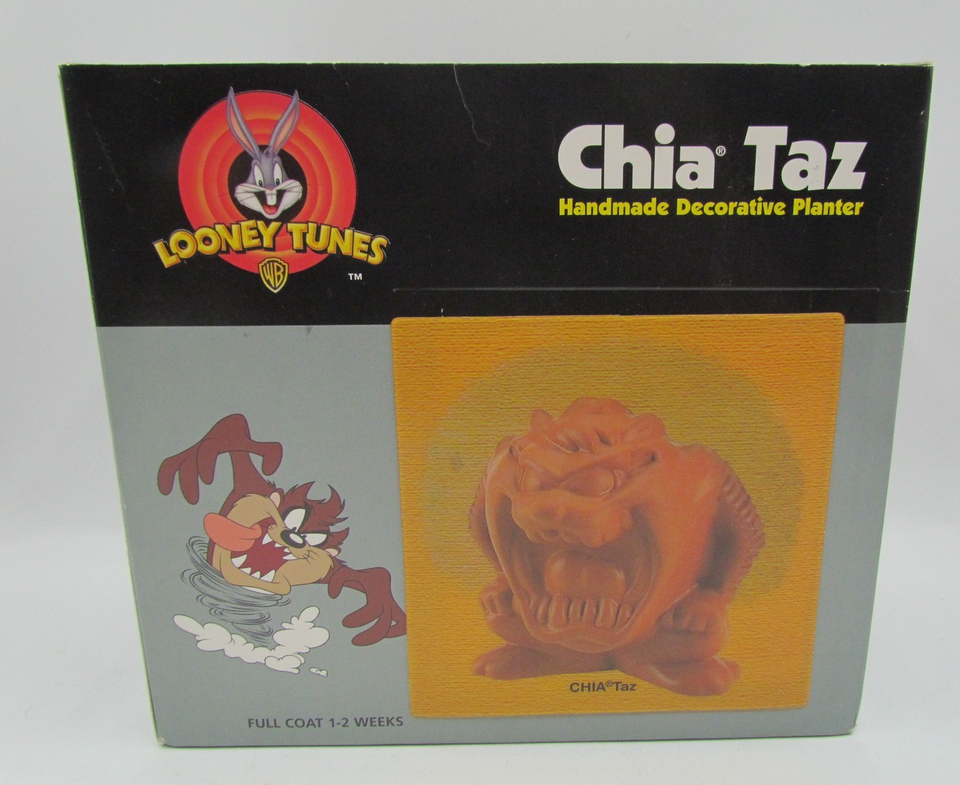 LOONEY TUNES
WB
TM
Chia® Taz
Handmade Decorative Planter
CHIA®Taz
FULL COAT 1-2 WEEKS